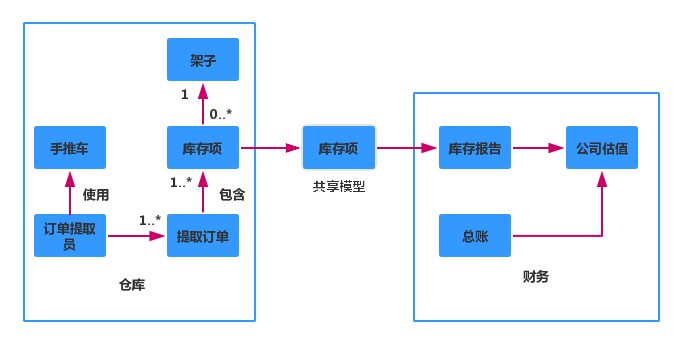 架子
1
0..*
手推车
库存项
库存项
库存报告
公司估值
共享模型
1..*
使用
包含
1..*
订单提取
员
提取订单
总账
仓库
财务